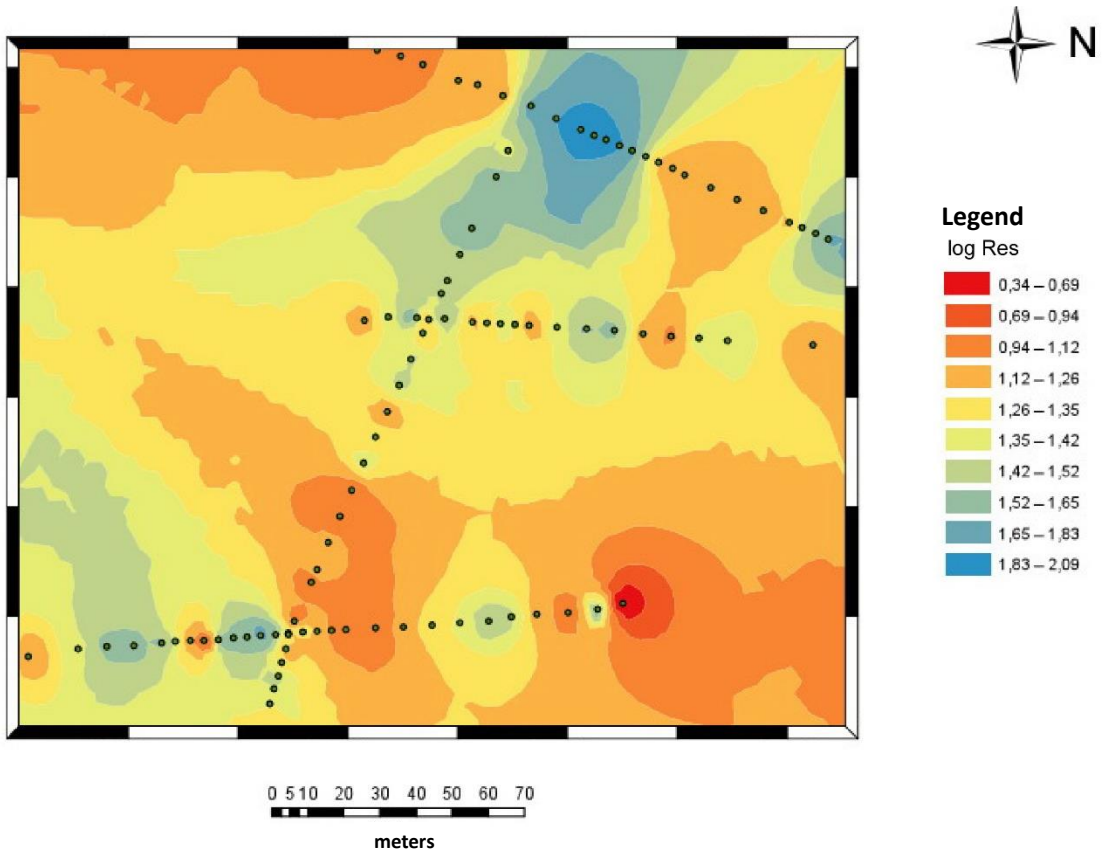 N
Legend
log Res
0,34 – 0,69
0,69 – 0,94
0,94 – 1,12
1,12 – 1,26
1,26 – 1,35
1,35 – 1,42
1,42 – 1,52
1,52 – 1,65
1,65 – 1,83
1,83 – 2,09
0 5 10 20 30 40 50 60 70
meters